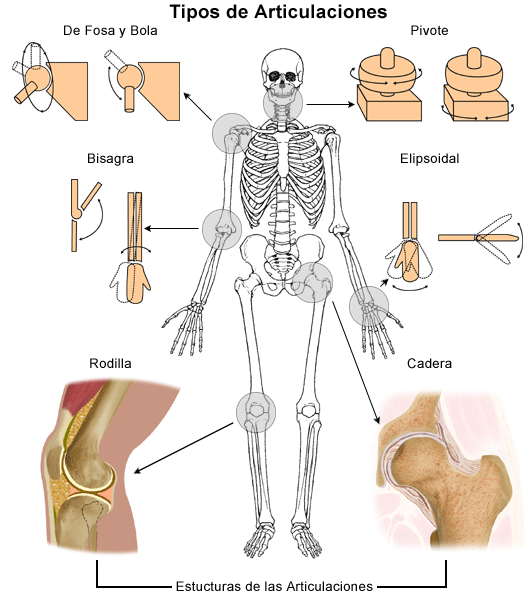 Tipos de Articulaciones
De Fosa y Bola
Pivote
Bisagra
Elipsoidal
Rodilla
Cadera
Estucturas de las Articulaciones